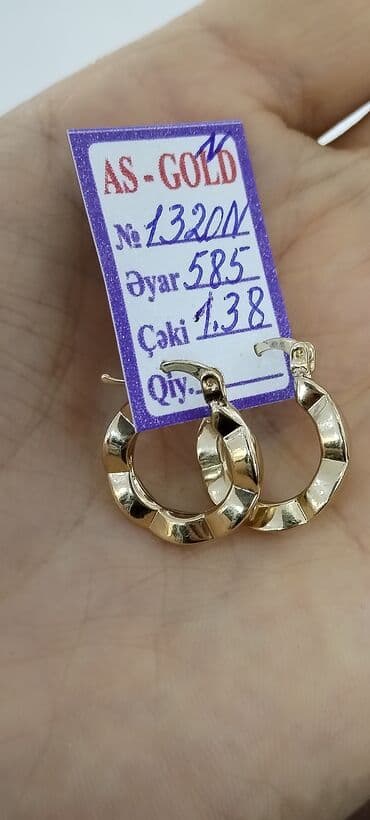 AS - GOLD
N
№ 1320N
Əyar 585
Çəki 1.38
Qiy.